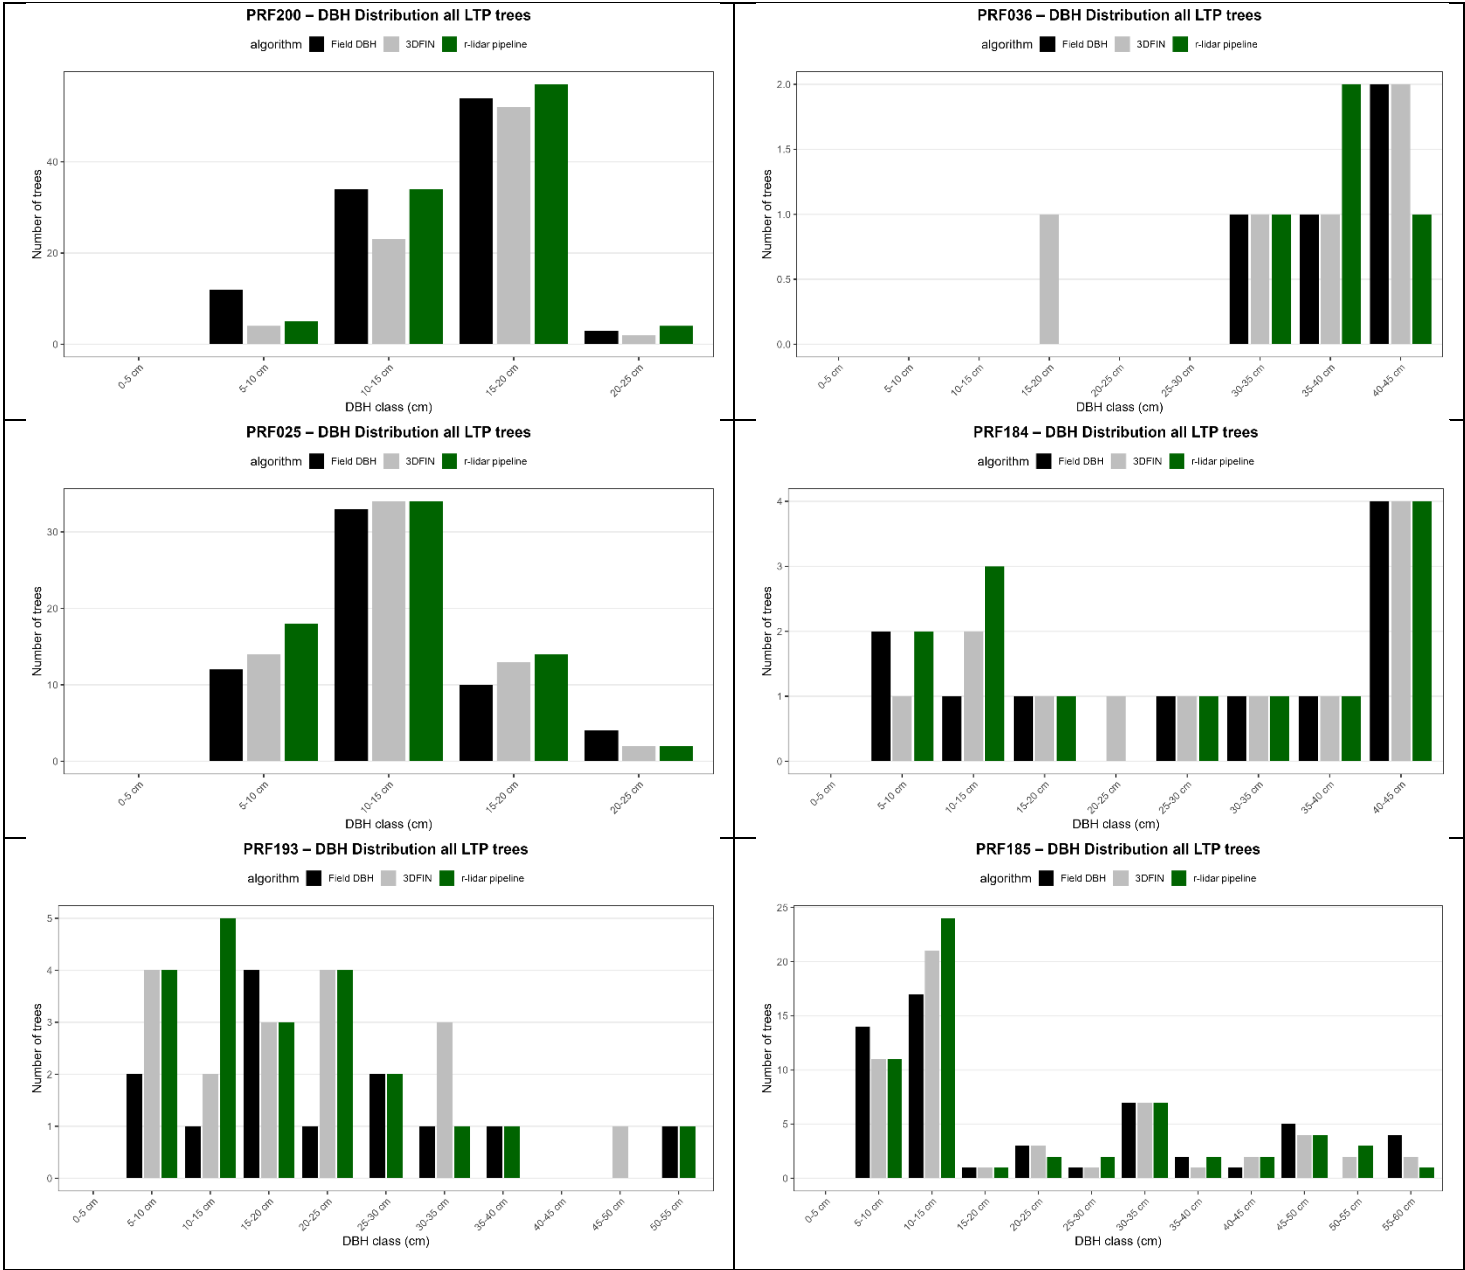 PRF200 – DBH Distribution all LTP trees
algorithm Field DBH 3DFIN r-lidar pipeline
Number of trees
40
20
0
0-5 cm 5-10 cm 10-15 cm 15-20 cm 20-25 cm
DBH class (cm)
PRF036 – DBH Distribution all LTP trees
algorithm Field DBH 3DFIN r-lidar pipeline
Number of trees
2.0
1.5
1.0
0.5
0.0
0-5 cm 5-10 cm 10-15 cm 15-20 cm 20-25 cm 25-30 cm 30-35 cm 35-40 cm 40-45 cm
DBH class (cm)
PRF025 – DBH Distribution all LTP trees
algorithm Field DBH 3DFIN r-lidar pipeline
Number of trees
30
20
10
0
0-5 cm 5-10 cm 10-15 cm 15-20 cm 20-25 cm
DBH class (cm)
PRF184 – DBH Distribution all LTP trees
algorithm Field DBH 3DFIN r-lidar pipeline
Number of trees
4
3
2
1
0
0-5 cm 5-10 cm 10-15 cm 15-20 cm 20-25 cm 25-30 cm 30-35 cm 35-40 cm 40-45 cm
DBH class (cm)
PRF193 – DBH Distribution all LTP trees
algorithm Field DBH 3DFIN r-lidar pipeline
Number of trees
5
4
3
2
1
0
0-5 cm 5-10 cm 10-15 cm 15-20 cm 20-25 cm 25-30 cm 30-35 cm 35-40 cm 40-45 cm 45-50 cm 50-55 cm
DBH class (cm)
PRF185 – DBH Distribution all LTP trees
algorithm Field DBH 3DFIN r-lidar pipeline
Number of trees
25
20
15
10
5
0
0-5 cm 5-10 cm 10-15 cm 15-20 cm 20-25 cm 25-30 cm 30-35 cm 35-40 cm 40-45 cm 45-50 cm 50-55 cm 55-60 cm
DBH class (cm)